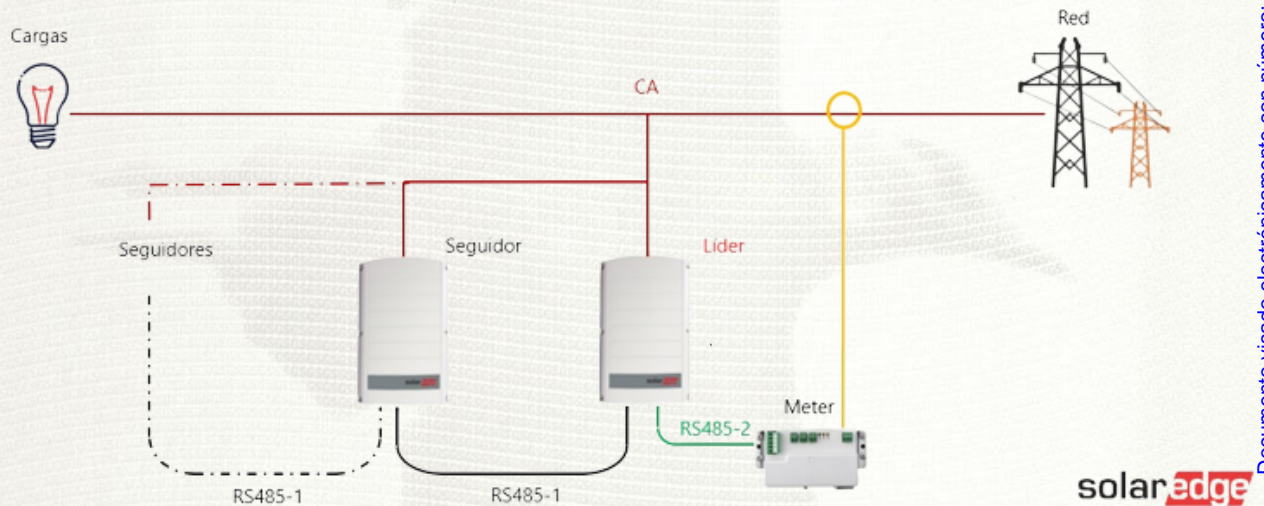 Red
Cargas
CA
Seguidores
Seguidor
Líder
Meter
RS485-2
RS485-1
RS485-1
solaredge